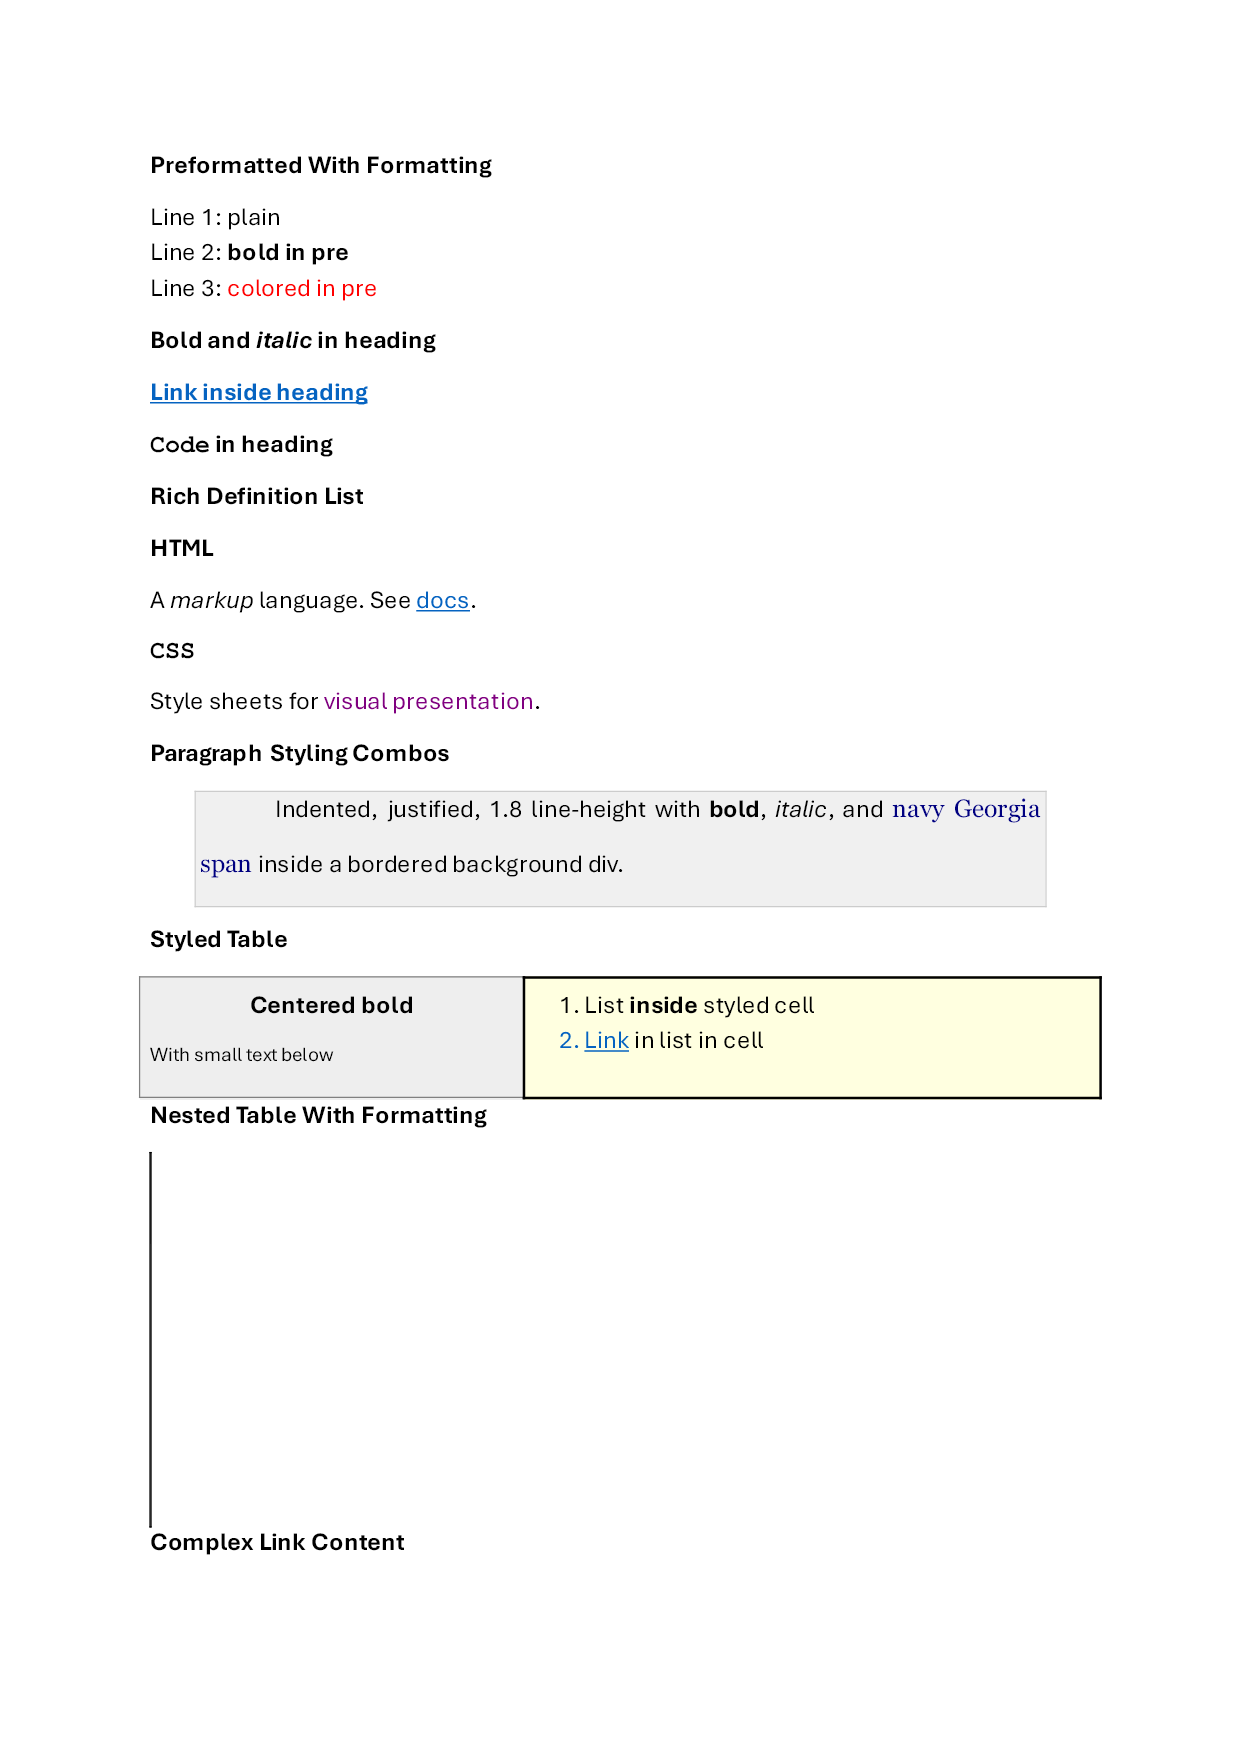 Preformatted With Formatting
Line 1: plain
Line 2: bold in pre
Line 3: colored in pre
Bold and italic in heading
Link inside heading
Code in heading
Rich Definition List
HTML
A markup language. See docs.
CSS
Style sheets for visual presentation.
Paragraph Styling Combos
Indented, justified, 1.8 line-height with bold, italic, and navy Georgia
span inside a bordered background div.
Styled Table
Centered bold
With small text below
1. List inside styled cell
2. Link in list in cell
Nested Table With Formatting
Complex Link Content